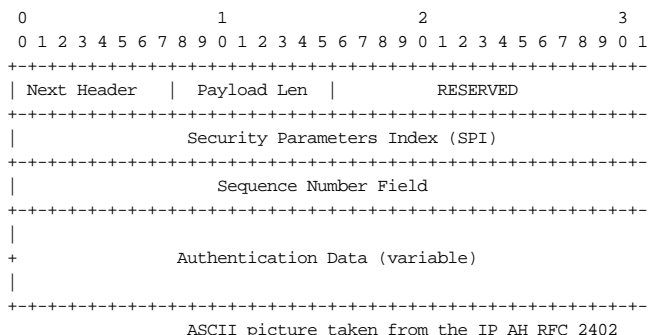 0                   1                   2                   3
0 1 2 3 4 5 6 7 8 9 0 1 2 3 4 5 6 7 8 9 0 1 2 3 4 5 6 7 8 9 0 1
+-+-+-+-+-+-+-+-+-+-+-+-+-+-+-+-+-+-+-+-+-+-+-+-+-+-+-+-+-+-+-+-
| Next Header   | Payload Len |          RESERVED
+-+-+-+-+-+-+-+-+-+-+-+-+-+-+-+-+-+-+-+-+-+-+-+-+-+-+-+-+-+-+-+-
|                 Security Parameters Index (SPI)
+-+-+-+-+-+-+-+-+-+-+-+-+-+-+-+-+-+-+-+-+-+-+-+-+-+-+-+-+-+-+-+-
|                    Sequence Number Field
+-+-+-+-+-+-+-+-+-+-+-+-+-+-+-+-+-+-+-+-+-+-+-+-+-+-+-+-+-+-+-+-
|
+                Authentication Data (variable)
|
+-+-+-+-+-+-+-+-+-+-+-+-+-+-+-+-+-+-+-+-+-+-+-+-+-+-+-+-+-+-+-+-
ASCII picture taken from the IP AH RFC 2402